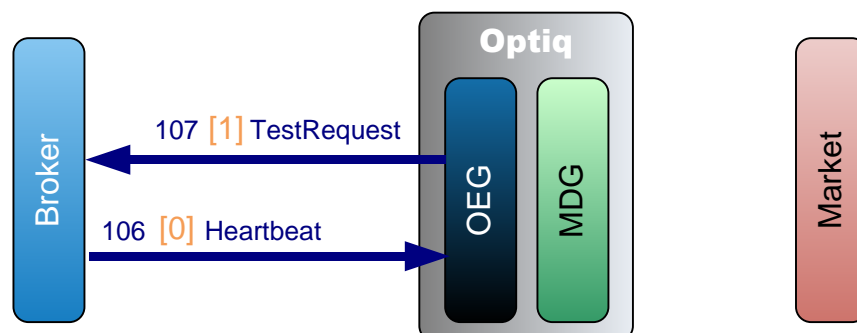 Optiq
Broker
107 [1] TestRequest
106 [0] Heartbeat
OEG
MDG
Market